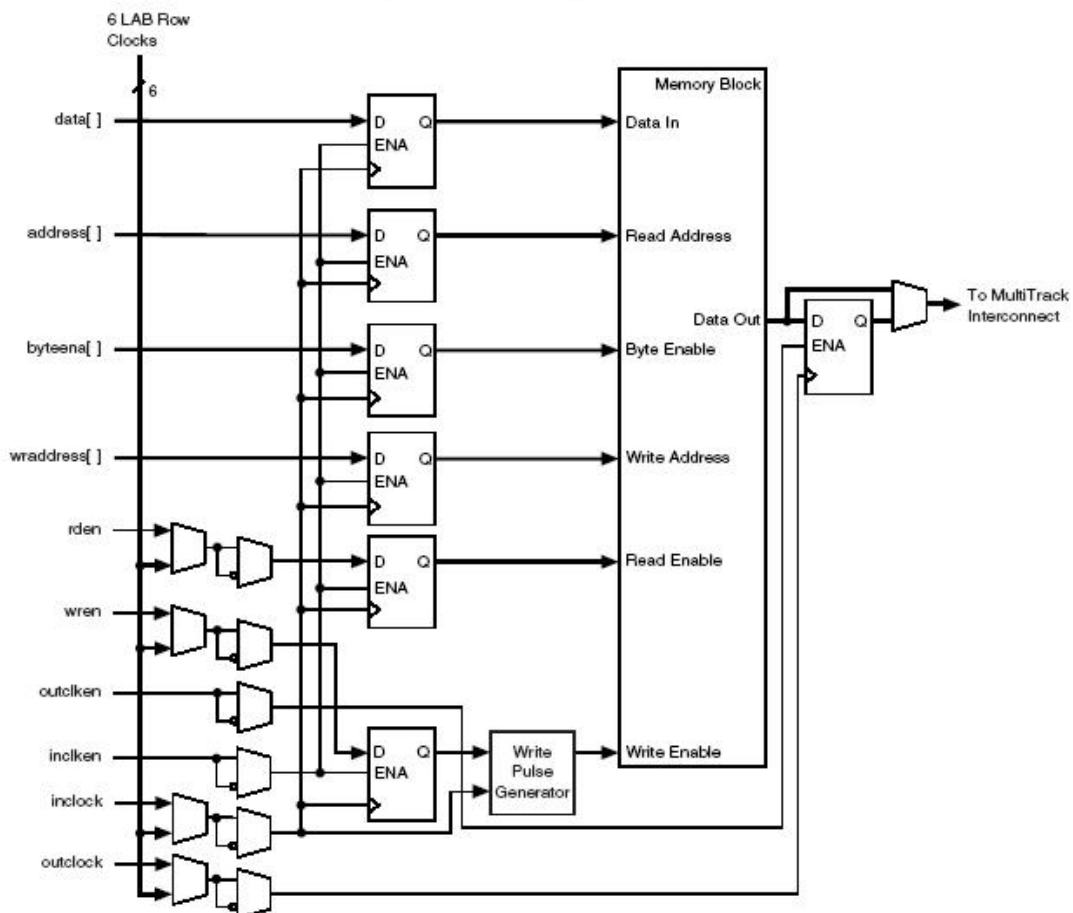 6 LAB Row
Clocks
6
Memory Block
data[ ]
D Q
ENA
Data In
address[ ]
D Q
ENA
Read Address
Data Out
D Q
ENA
To MultiTrack
Interconnect
byteena[ ]
D Q
ENA
Byte Enable
wraddress[ ]
D Q
ENA
Write Address
rden
D Q
ENA
Read Enable
wren
outclken
D Q
ENA
Write
Pulse
Generator
Write Enable
inclken
inclock
outclock